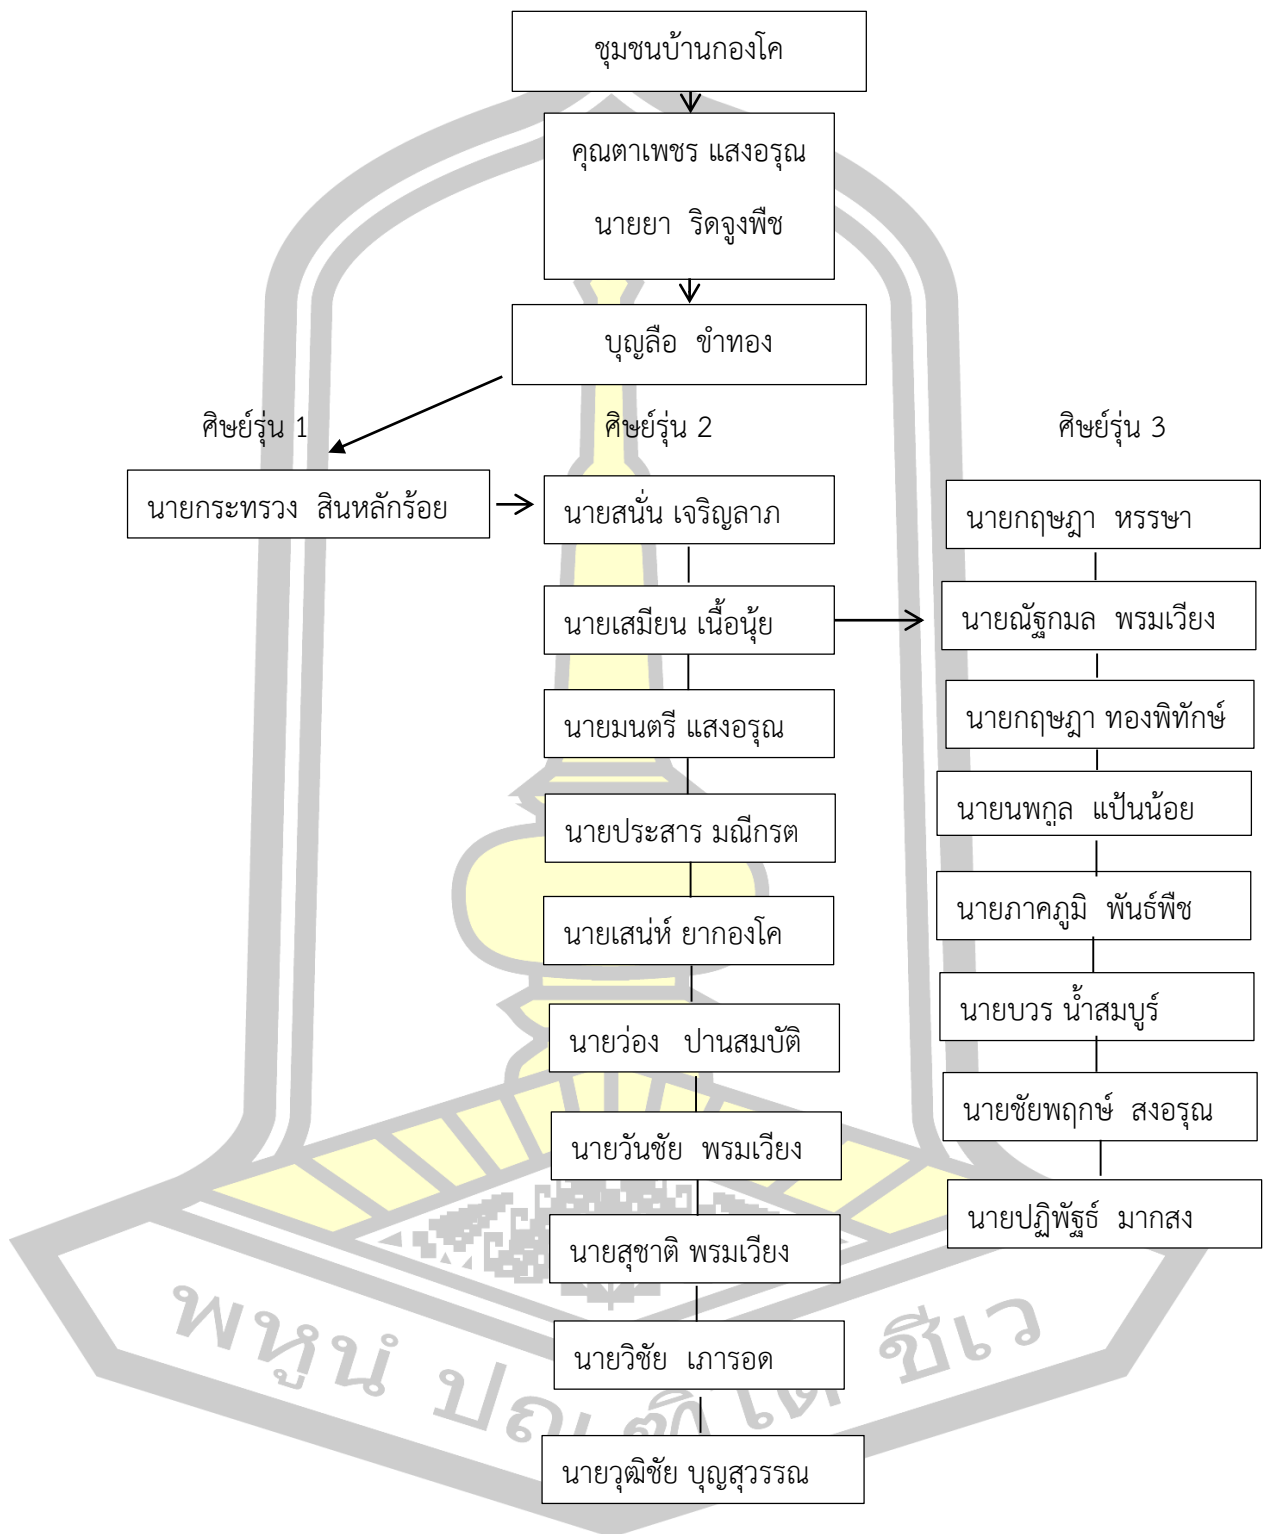 ชุมชนบ้านกองโค
คุณตาเพชร แสงอรุณ
นายยา ริดจูงพืช
บุญลือ ขำทอง
ศิษย์รุ่น 1
ศิษย์รุ่น 2
ศิษย์รุ่น 3
นายกระทรวง สินหลักร้อย
นายสนั่น เจริญลาภ
นายเสมียน เนื้อนุ้ย
นายมนตรี แสงอรุณ
นายประสาร มณีกรต
นายเสน่ห์ ยากองโค
นายว่อง ปานสมบัติ
นายวันชัย พรมเวียง
นายสุชาติ พรมเวียง
นายวิชัย เภารอด
นายวุฒิชัย บุญสุวรรณ
นายกฤษฎา หรรษา
นายณัฐกมล พรมเวียง
นายกฤษฎา ทองพิทักษ์
นายนพกูล แป้นน้อย
นายภาคภูมิ พันธ์พืช
นายบวร น้ำสมบูร์
นายชัยพฤกษ์ สงอรุณ
นายปฏิพัฐธ์ มากสง
พหูนํ ปณฺฑิโต ชีเว